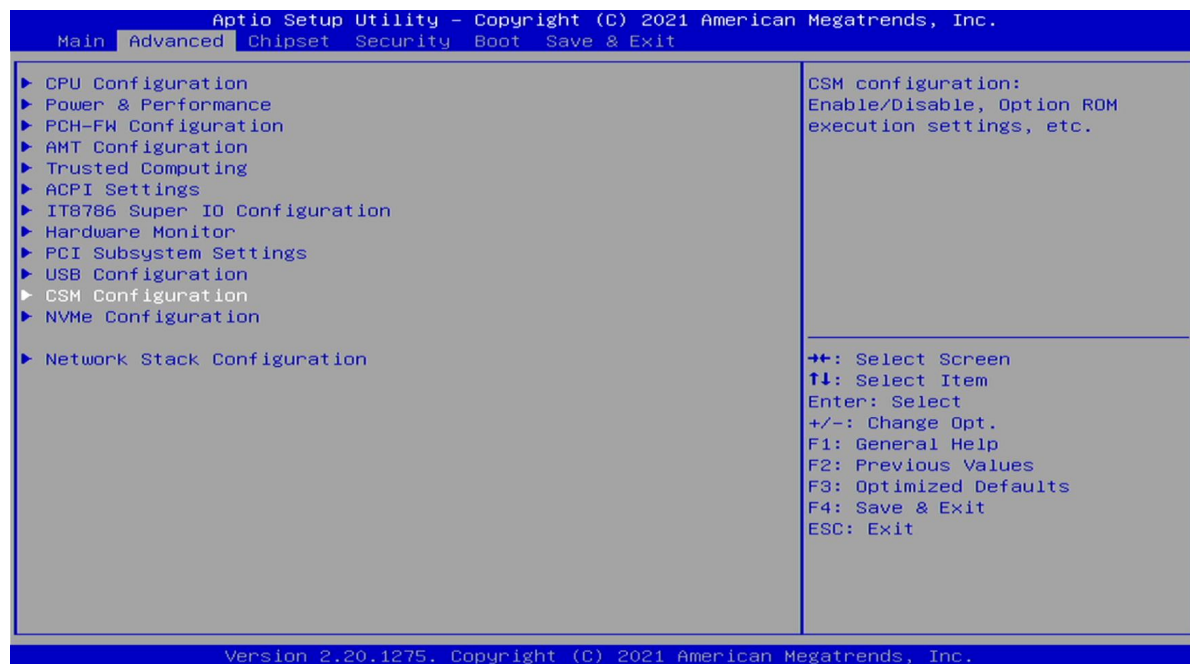 Aptio Setup Utility – Copyright (C) 2021 American Megatrends, Inc.
Main Advanced Chipset Security Boot Save & Exit
► CPU Configuration
► Power & Performance
► PCH-FW Configuration
► AMT Configuration
► Trusted Computing
► ACPI Settings
► IT8786 Super IO Configuration
► Hardware Monitor
► PCI Subsystem Settings
► USB Configuration
► CSM Configuration
► NVMe Configuration
► Network Stack Configuration
CSM configuration:
Enable/Disable, Option ROM
execution settings, etc.
→←: Select Screen
↑↓: Select Item
Enter: Select
+/-: Change Opt.
F1: General Help
F2: Previous Values
F3: Optimized Defaults
F4: Save & Exit
ESC: Exit
Version 2.20.1275. Copyright (C) 2021 American Megatrends, Inc.